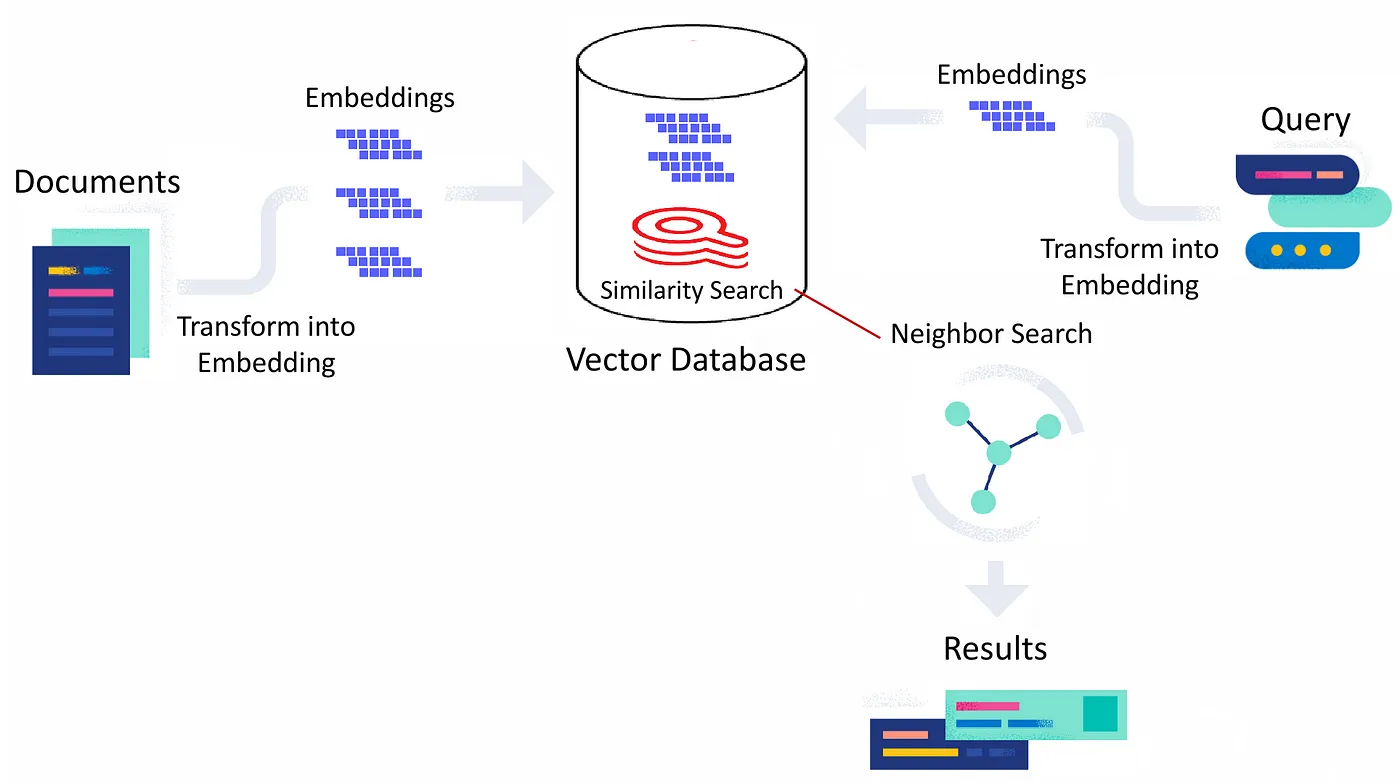 Documents
Transform into
Embedding
Embeddings
Similarity Search
Vector Database
Embeddings
Query
Transform into
Embedding
Neighbor Search
Results